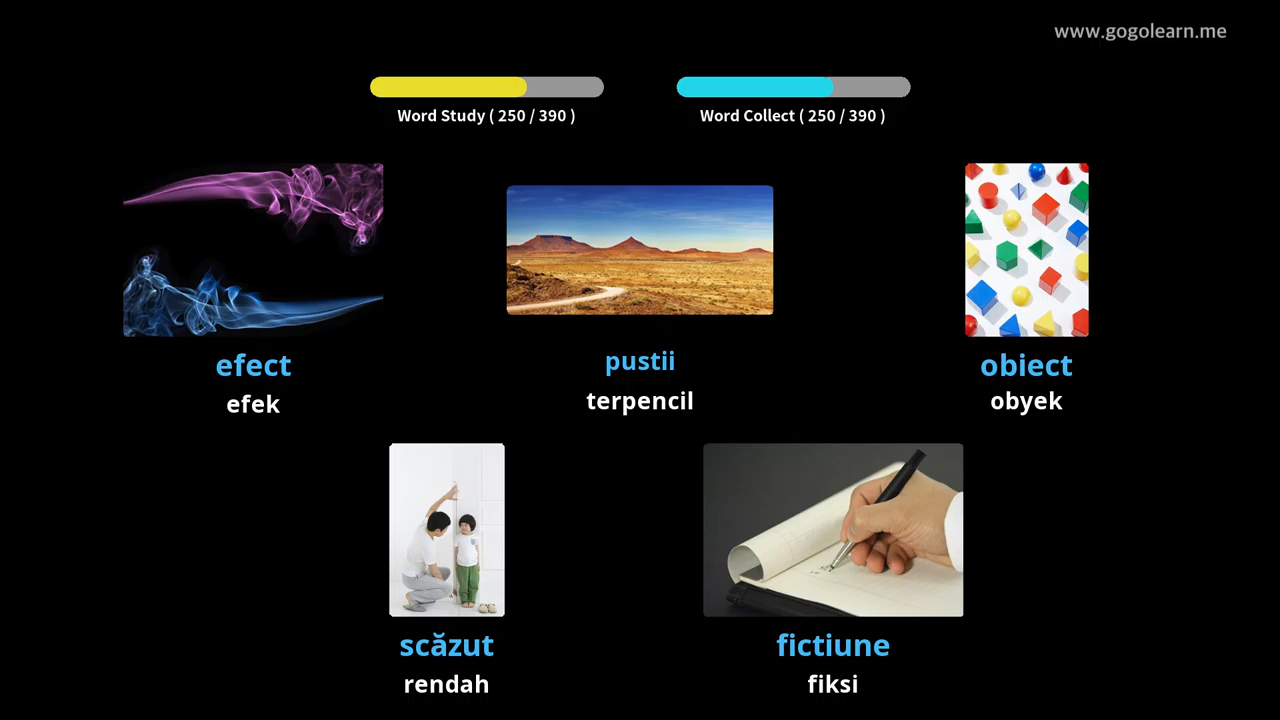 www.gogolearn.me
Word Study ( 250 / 390 )
Word Collect ( 250 / 390 )
efect
efek
pustii
terpencil
obiect
obyek
scăzut
rendah
fictiune
fiksi